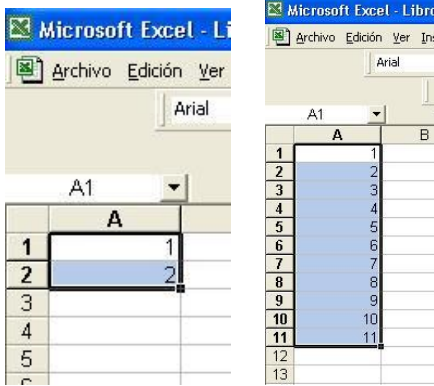 Microsoft Excel - Li
Archivo Edición Ver
Arial
A1
A
1 1
2 2
3
4
5
Microsoft Excel - Libro
Archivo Edición Ver Ins
Arial
A1
A B
1 1
2 2
3 3
4 4
5 5
6 6
7 7
8 8
9 9
10 10
11 11
12
13